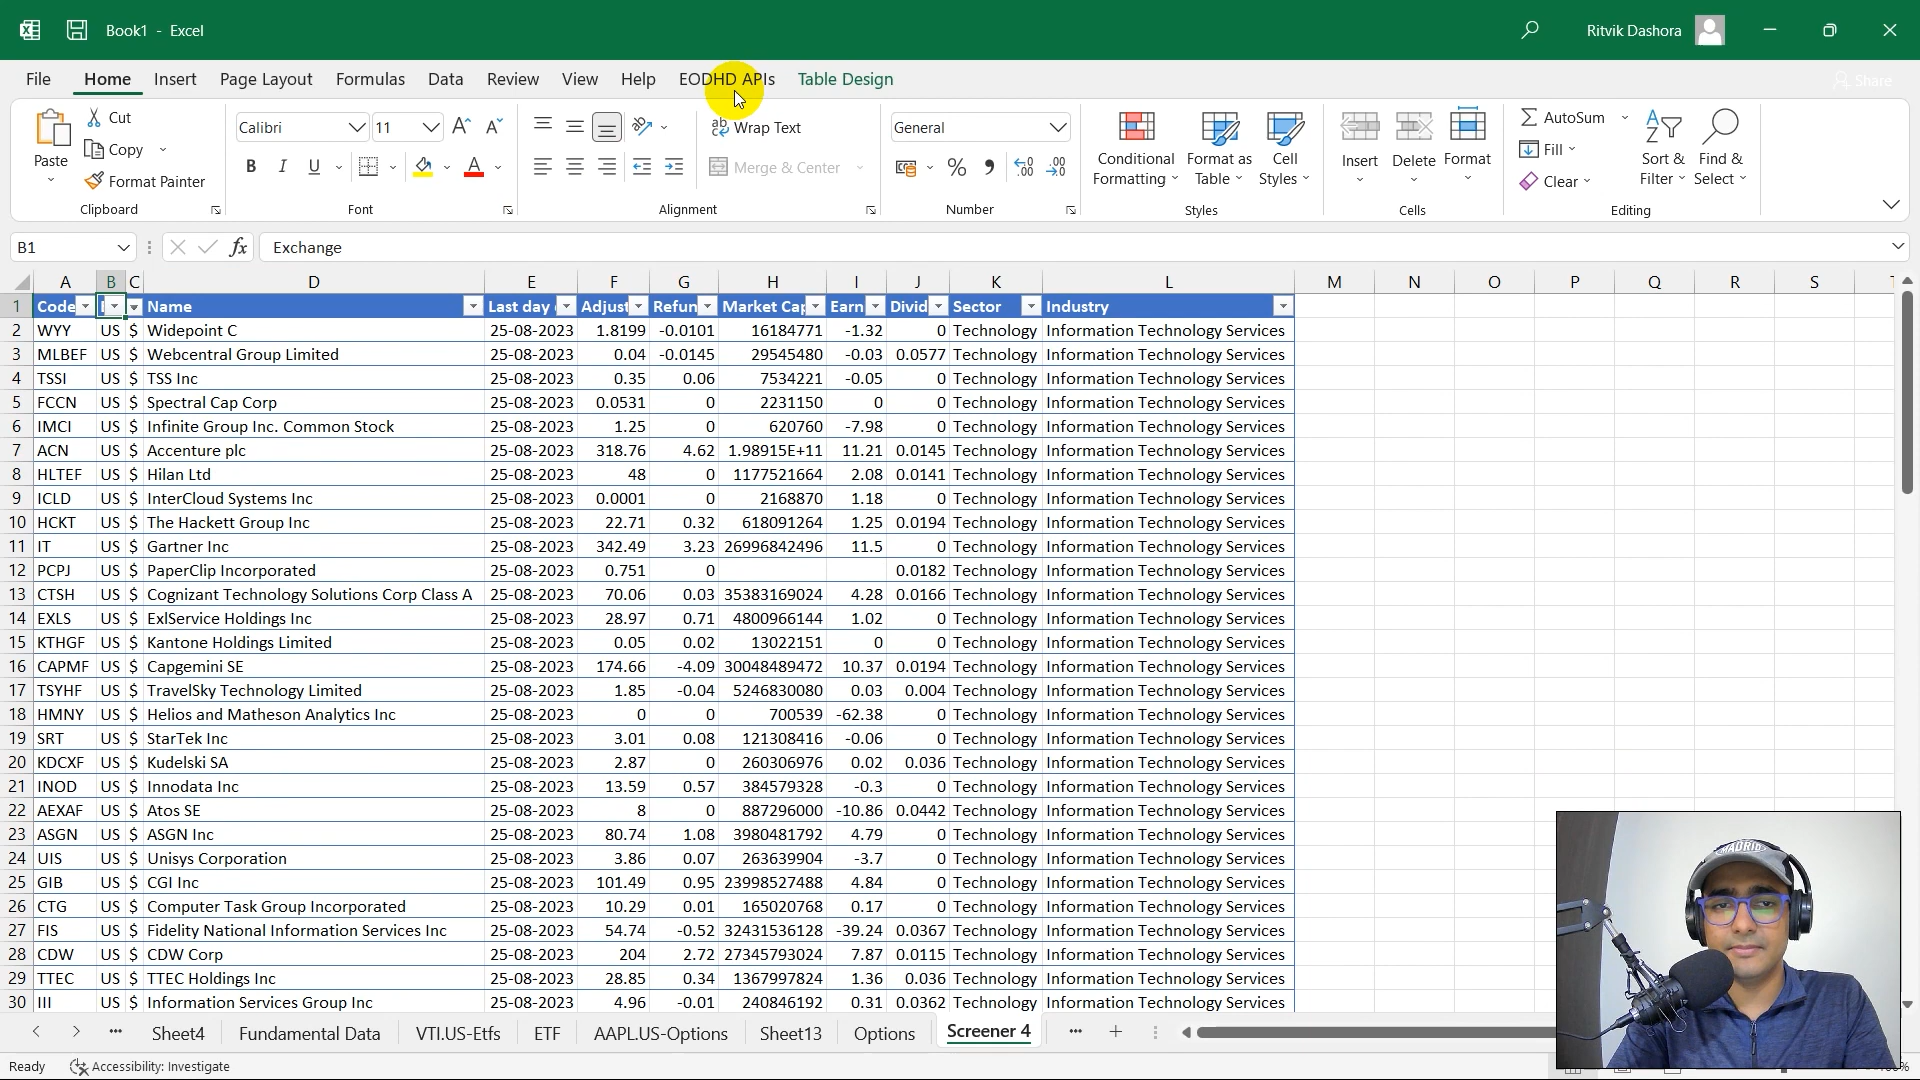 Book1 - Excel
Ritvik Dashora
File Home Insert Page Layout Formulas Data Review View Help EODHD APIs Table Design Share
Paste Cut Copy Format Painter Clipboard
Calibri 11 B I U A Font
ab Wrap Text Merge & Center Alignment
General % Number
Conditional Formatting Format as Table Cell Styles Styles
Insert Delete Format Cells
AutoSum Fill Clear Sort & Filter Find & Select Editing
B1 fx Exchange
A B C D E F G H I J K L M N O P Q R S
1 Code Name Last day Adjust Refun Market Cap Earn Divid Sector Industry
2 WYY US $ Widepoint C 25-08-2023 1.8199 -0.0101 16184771 -1.32 0 Technology Information Technology Services
3 MLBEF US $ Webcentral Group Limited 25-08-2023 0.04 -0.0145 29545480 -0.03 0.0577 Technology Information Technology Services
4 TSSI US $ TSS Inc 25-08-2023 0.35 0.06 7534221 -0.05 0 Technology Information Technology Services
5 FCCN US $ Spectral Cap Corp 25-08-2023 0.0531 0 2231150 0 0 Technology Information Technology Services
6 IMCI US $ Infinite Group Inc. Common Stock 25-08-2023 1.25 0 620760 -7.98 0 Technology Information Technology Services
7 ACN US $ Accenture plc 25-08-2023 318.76 4.62 1.98915E+11 11.21 0.0145 Technology Information Technology Services
8 HLTEF US $ Hilan Ltd 25-08-2023 48 0 1177521664 2.08 0.0141 Technology Information Technology Services
9 ICLD US $ InterCloud Systems Inc 25-08-2023 0.0001 0 2168870 1.18 0 Technology Information Technology Services
10 HCKT US $ The Hackett Group Inc 25-08-2023 22.71 0.32 618091264 1.25 0.0194 Technology Information Technology Services
11 IT US $ Gartner Inc 25-08-2023 342.49 3.23 26996842496 11.5 0 Technology Information Technology Services
12 PCPJ US $ PaperClip Incorporated 25-08-2023 0.751 0 0.0182 Technology Information Technology Services
13 CTSH US $ Cognizant Technology Solutions Corp Class A 25-08-2023 70.06 0.03 35383169024 4.28 0.0166 Technology Information Technology Services
14 EXLS US $ ExlService Holdings Inc 25-08-2023 28.97 0.71 4800966144 1.02 0 Technology Information Technology Services
15 KTHGF US $ Kantone Holdings Limited 25-08-2023 0.05 0.02 13022151 0 0 Technology Information Technology Services
16 CAPMF US $ Capgemini SE 25-08-2023 174.66 -4.09 30048489472 10.37 0.0194 Technology Information Technology Services
17 TSYHF US $ TravelSky Technology Limited 25-08-2023 1.85 -0.04 5246830080 0.03 0.004 Technology Information Technology Services
18 HMNY US $ Helios and Matheson Analytics Inc 25-08-2023 0 0 700539 -62.38 0 Technology Information Technology Services
19 SRT US $ StarTek Inc 25-08-2023 3.01 0.08 121308416 -0.06 0 Technology Information Technology Services
20 KDCXF US $ Kudelski SA 25-08-2023 2.87 0 260306976 0.02 0.036 Technology Information Technology Services
21 INOD US $ Innodata Inc 25-08-2023 13.59 0.57 384579328 -0.3 0 Technology Information Technology Services
22 AEXAF US $ Atos SE 25-08-2023 8 0 887296000 -10.86 0.0442 Technology Information Technology Services
23 ASGN US $ ASGN Inc 25-08-2023 80.74 1.08 3980481792 4.79 0 Technology Information Technology Services
24 UIS US $ Unisys Corporation 25-08-2023 3.86 0.07 263639904 -3.7 0 Technology Information Technology Services
25 GIB US $ CGI Inc 25-08-2023 101.49 0.95 23998527488 4.84 0 Technology Information Technology Services
26 CTG US $ Computer Task Group Incorporated 25-08-2023 10.29 0.01 165020768 0.17 0 Technology Information Technology Services
27 FIS US $ Fidelity National Information Services Inc 25-08-2023 54.74 -0.52 32431536128 -39.24 0.0367 Technology Information Technology Services
28 CDW US $ CDW Corp 25-08-2023 204 2.72 27345793024 7.87 0.0115 Technology Information Technology Services
29 TTEC US $ TTEC Holdings Inc 25-08-2023 28.85 0.34 1367997824 1.36 0.036 Technology Information Technology Services
30 III US $ Information Services Group Inc 25-08-2023 4.96 -0.01 240846192 0.31 0.0362 Technology Information Technology Services
MADRID
Sheet4 Fundamental Data VTI.US-Etfs ETF AAPL.US-Options Sheet13 Options Screener 4
Ready Accessibility: Investigate